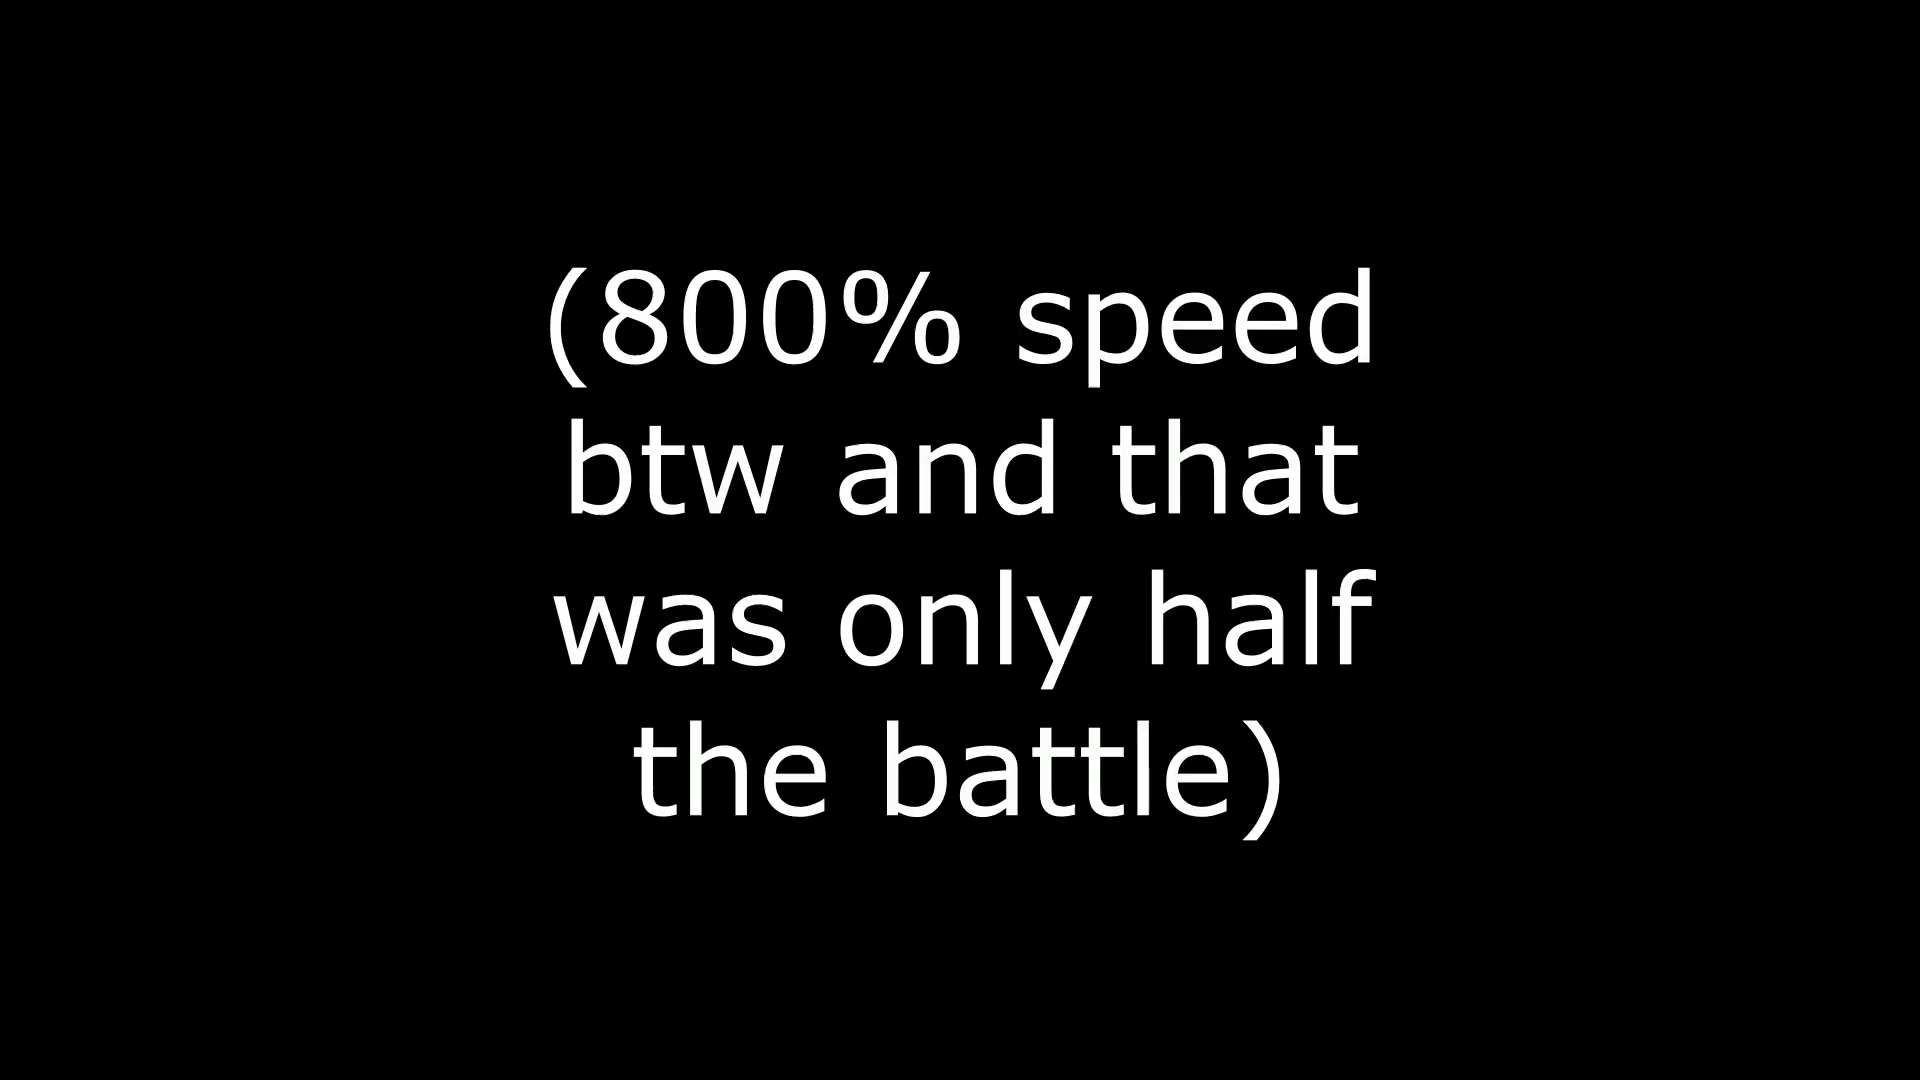 (800% speed
btw and that
was only half
the battle)